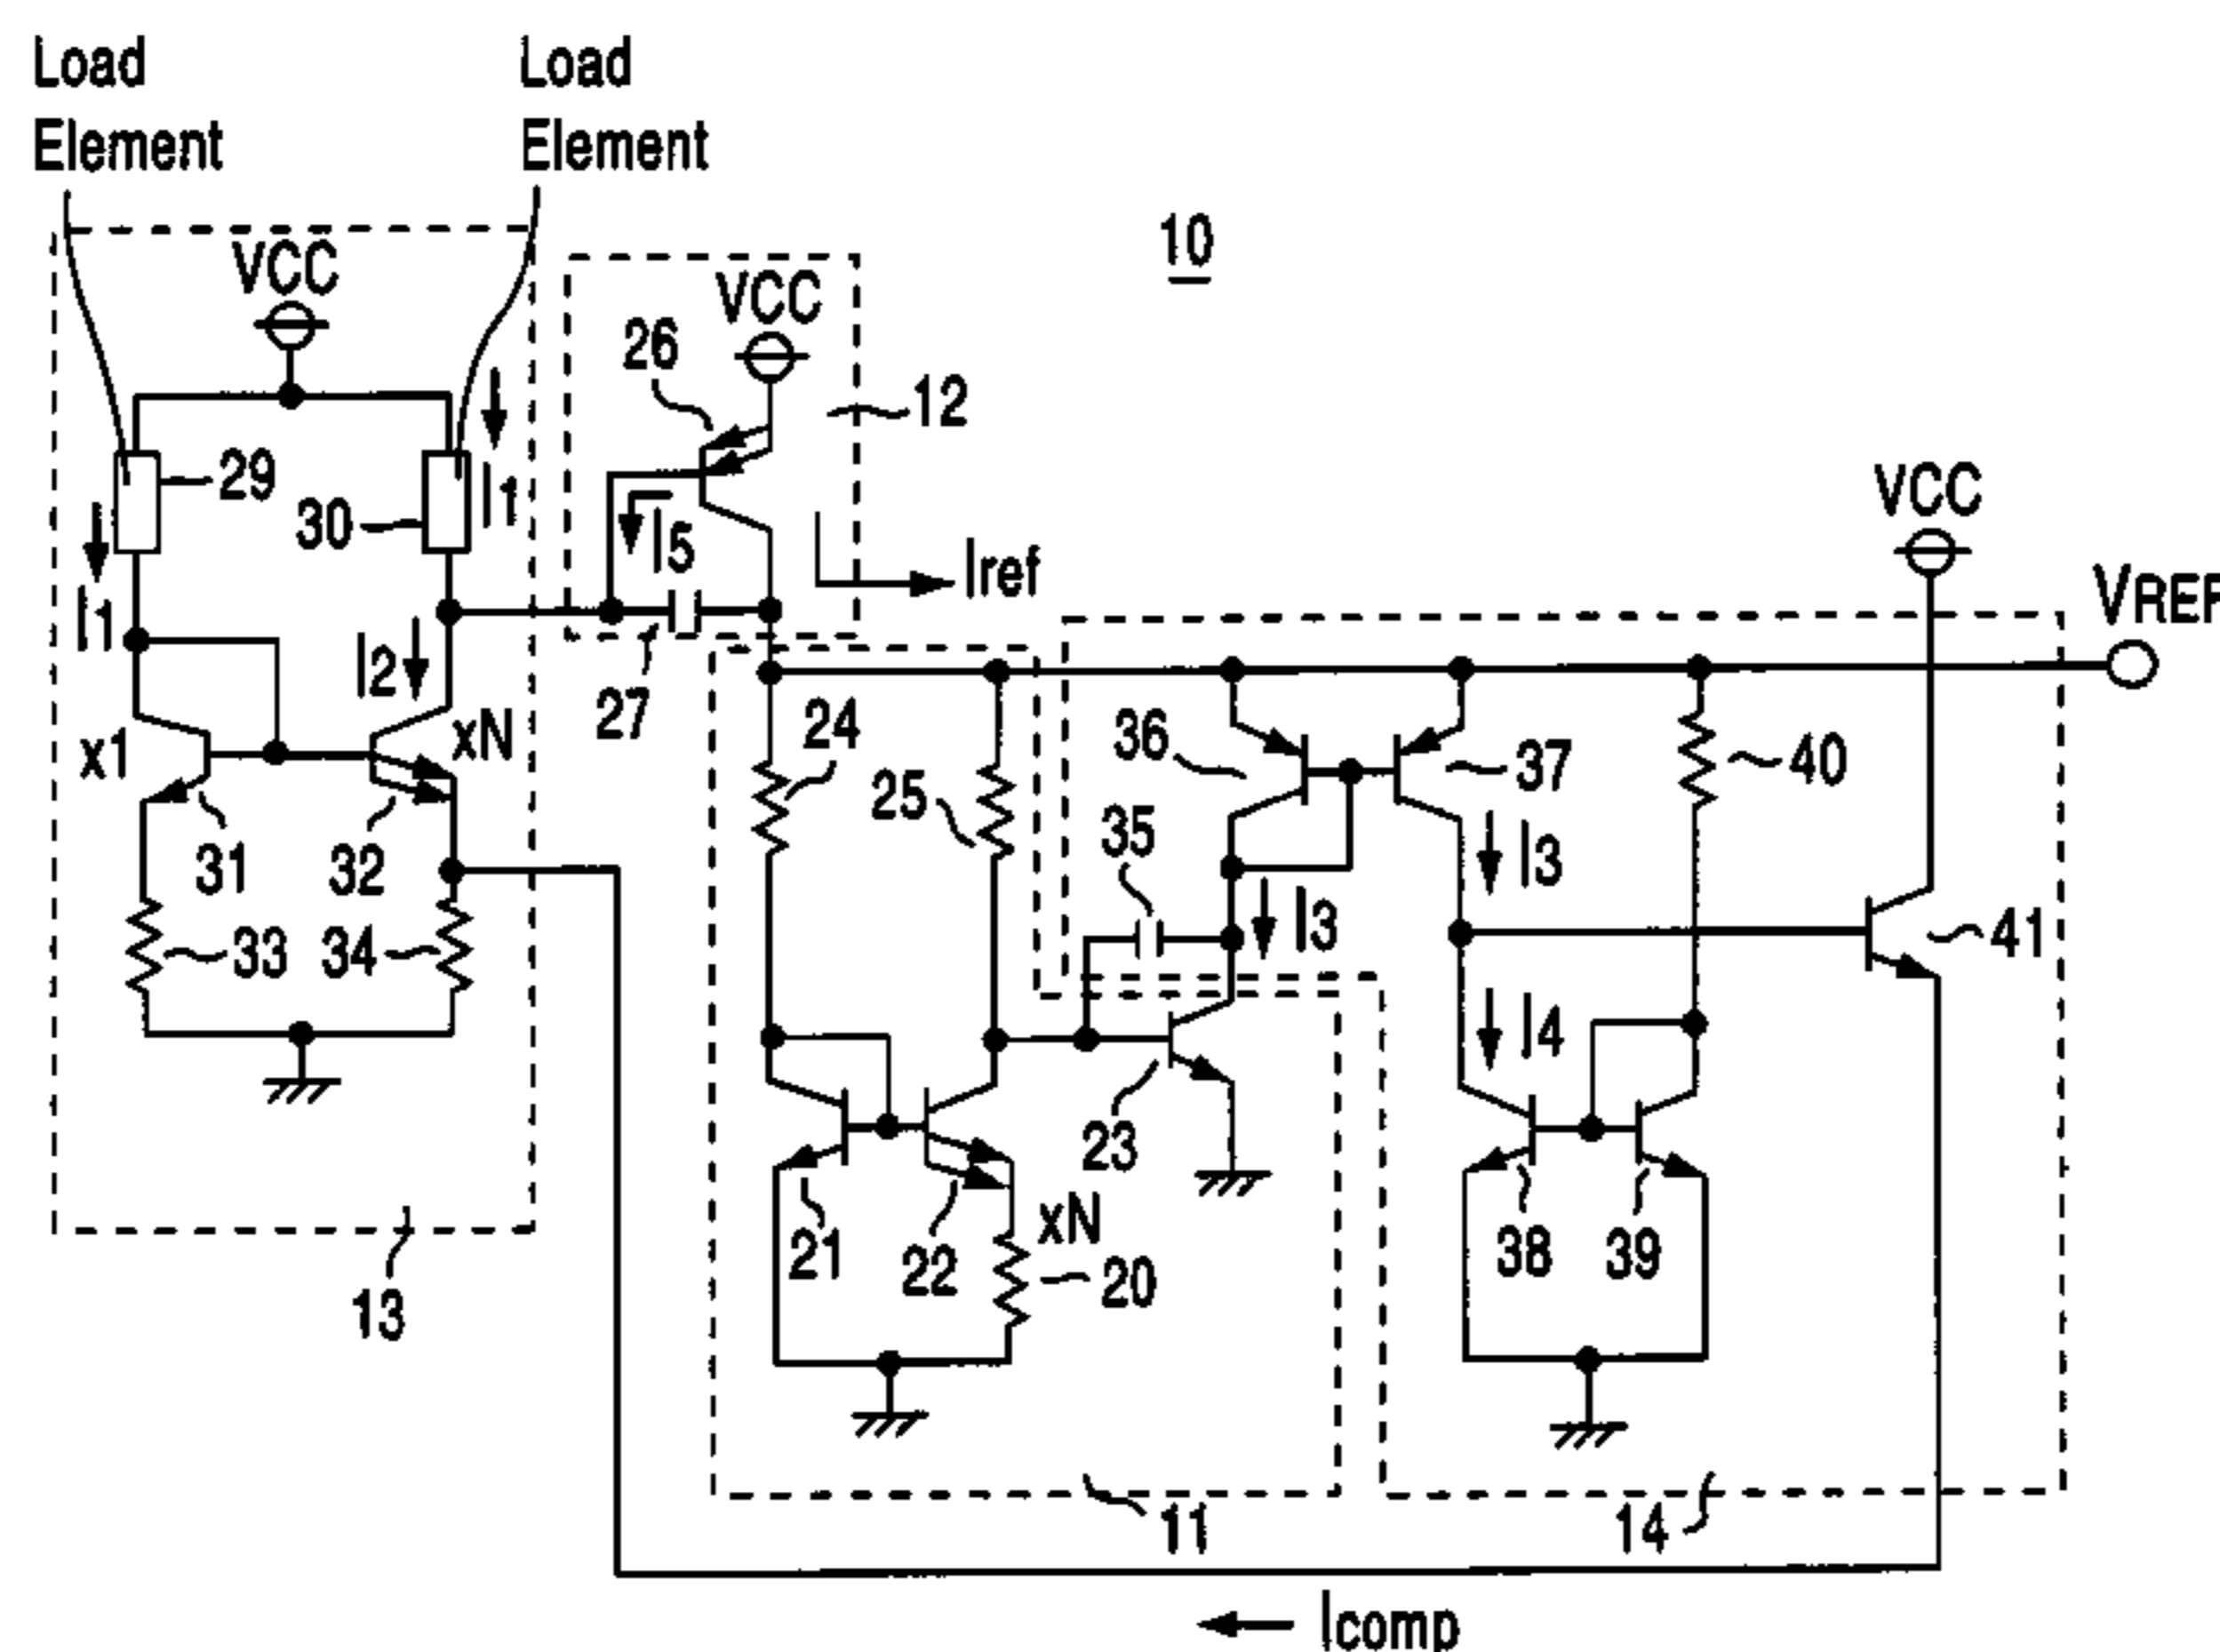 Load
Element
Load
Element
10
VCC
VCC
26
12
29
30
I1
VCC
I5
Iref
VREF
I1
I2
27
24
36
37
40
x1
xN
25
35
I3
31
32
I3
41
33
34
I4
23
xN
21
22
20
38
39
13
11
14
Icomp